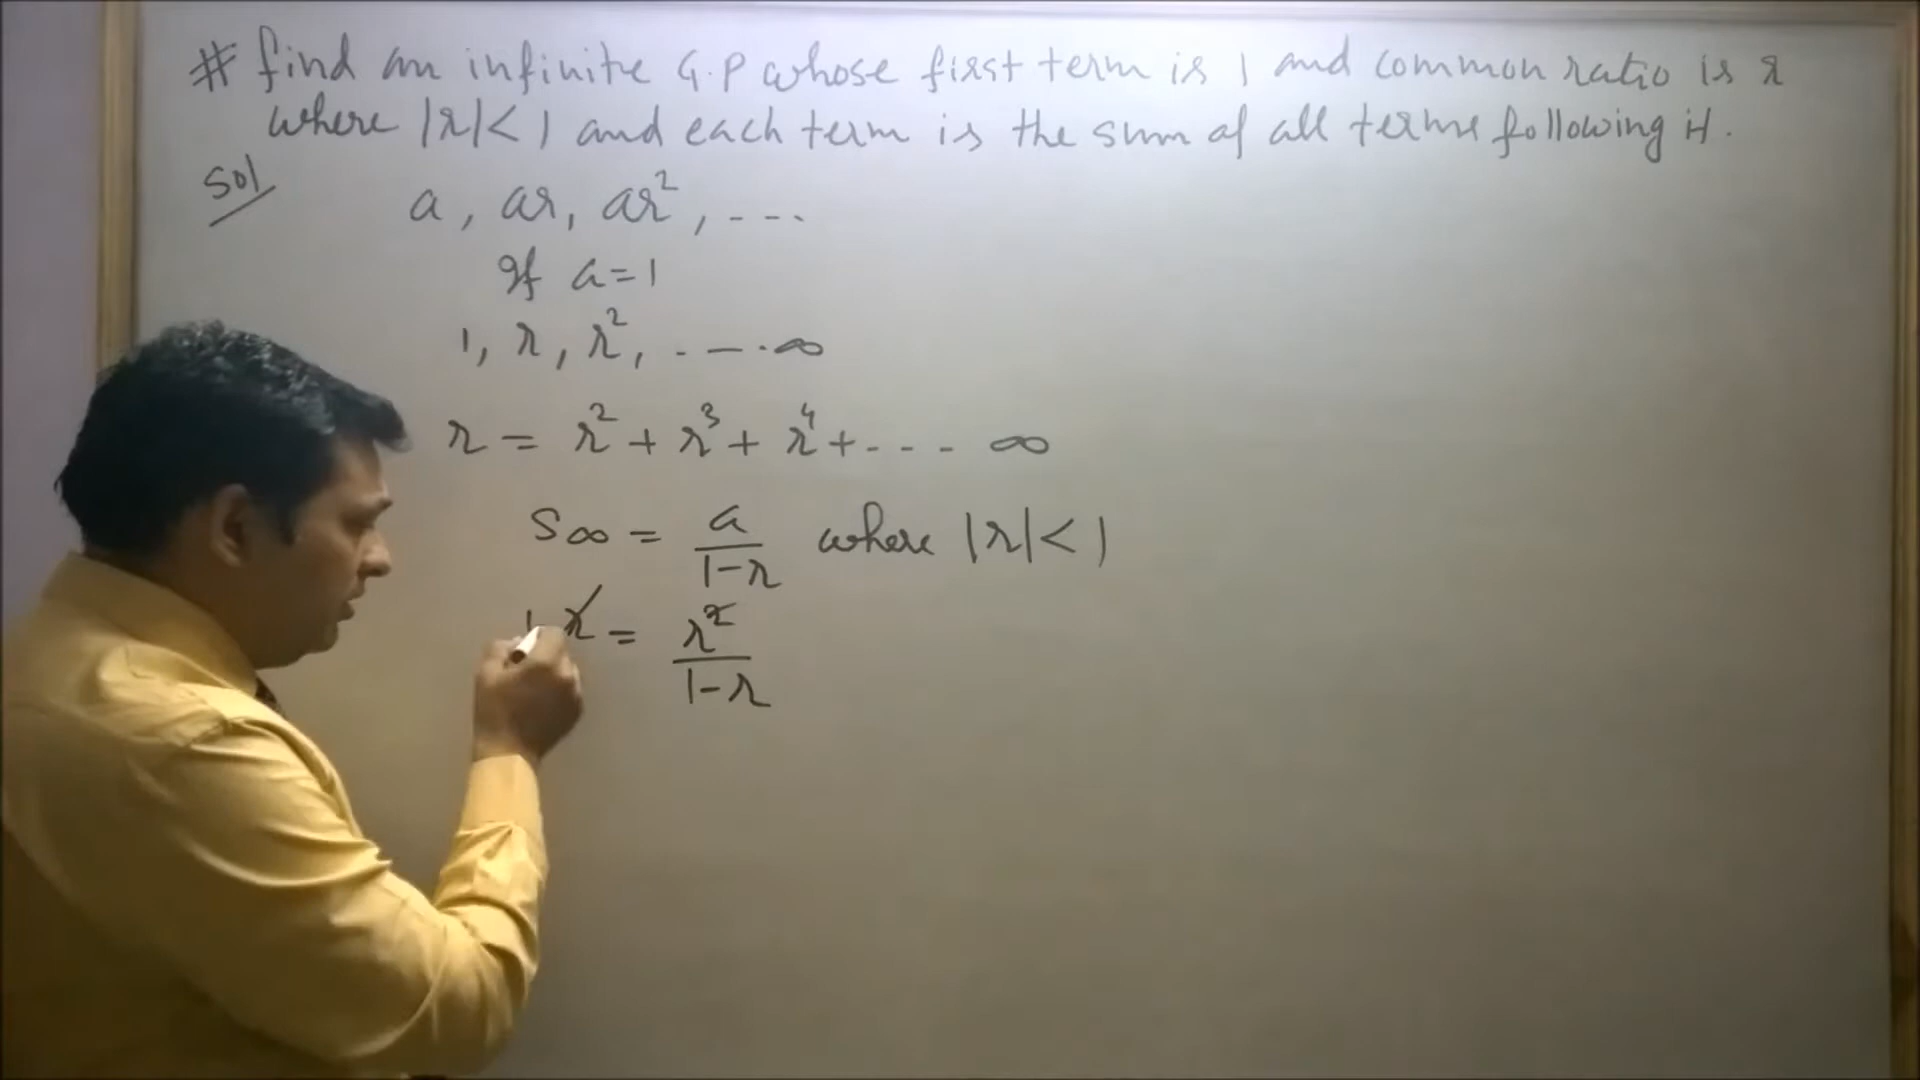 # find an infinite G.P whose first term is 1 and common ratio is r
where |r|<1 and each term is the sum of all terms following it.
Sol
a, ar, ar², ---
If a=1
1, r, r², ---∞
r = r² + r³ + r⁴ + --- ∞
S∞ = a/1-r where |r|<1
r = r²/1-r